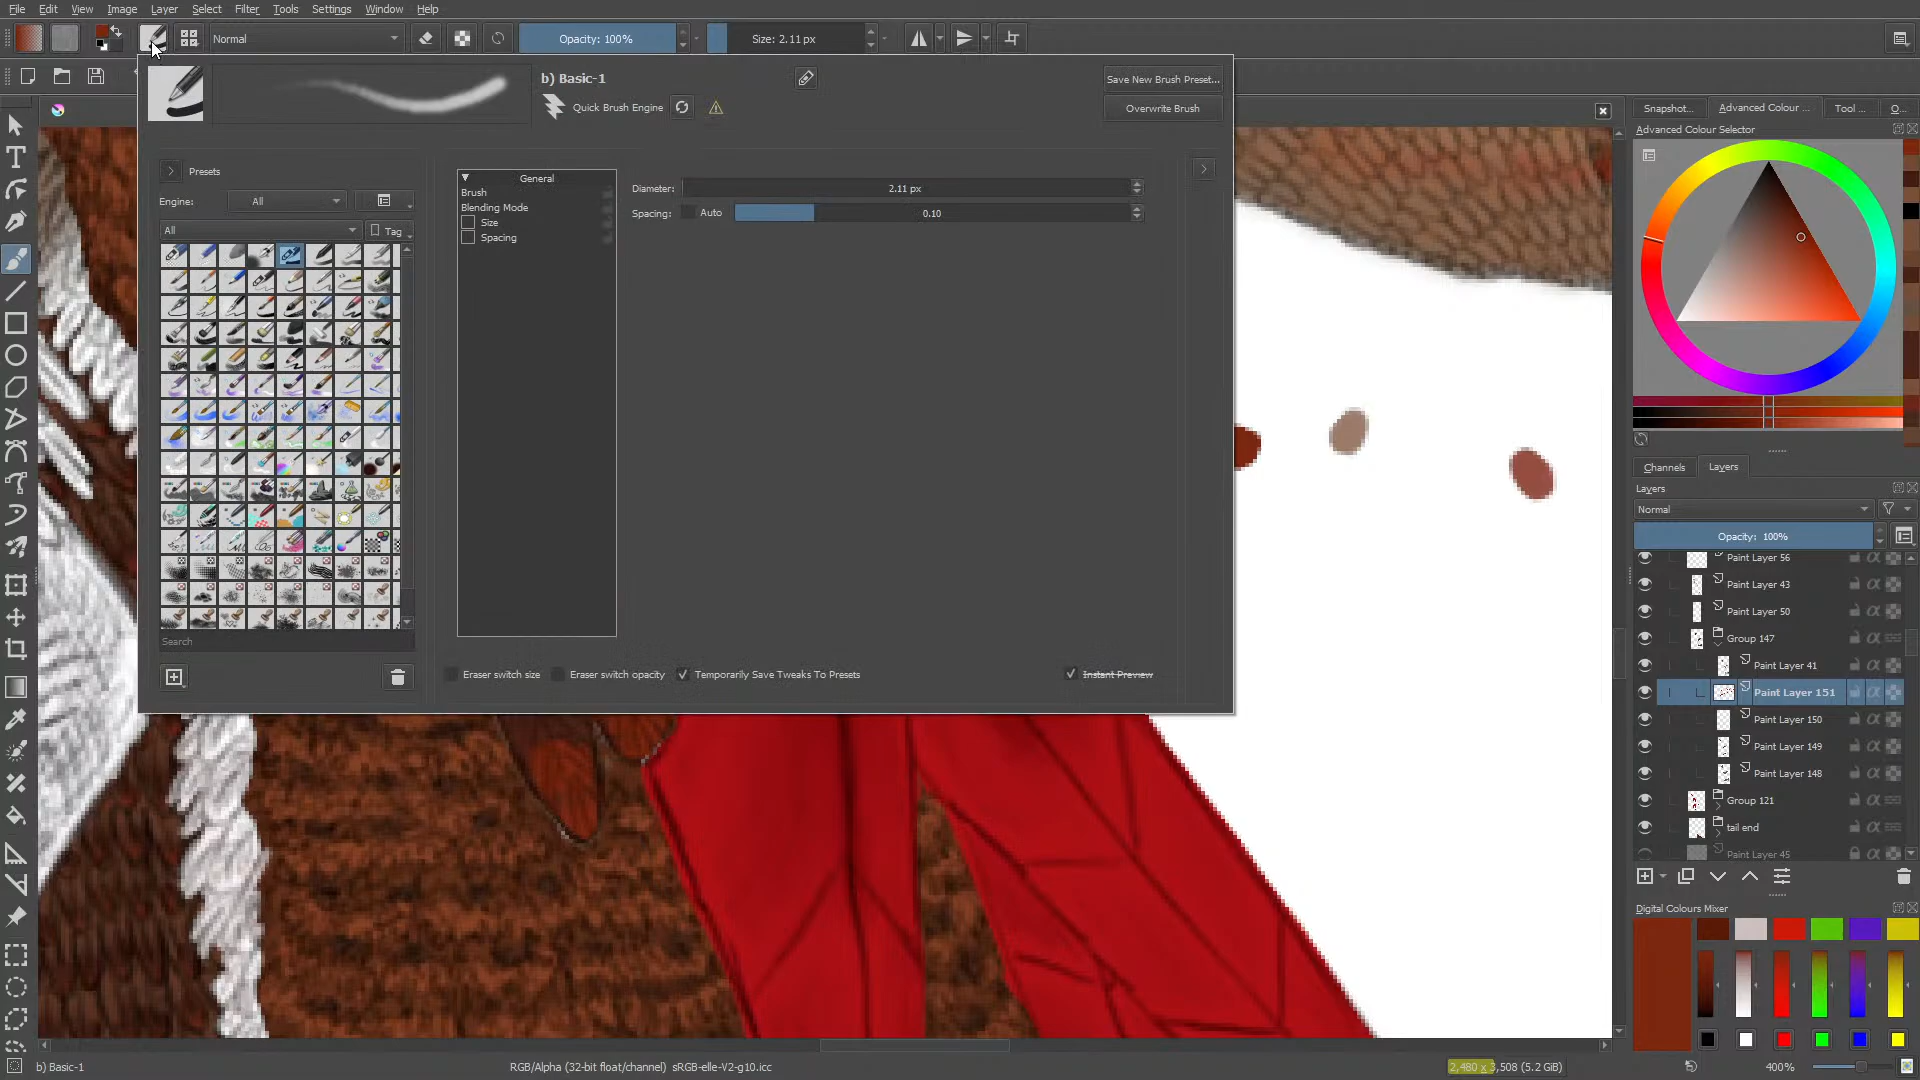 File Edit View Image Layer Select Filter Tools Settings Window Help
Normal
Opacity: 100%
Size: 2.11 px
b) Basic-1
Quick Brush Engine
Save New Brush Preset...
Overwrite Brush
Presets
Engine: All
All
Tag
Search
General
Brush
Blending Mode
Size
Spacing
Diameter: 2.11 px
Spacing: Auto 0.10
Eraser switch size
Eraser switch opacity
Temporarily Save Tweaks To Presets
Instant Preview
Snapshot... Advanced Colour ... Tool ... O...
Advanced Colour Selector
Channels Layers
Layers
Normal
Opacity: 100%
Paint Layer 56
Paint Layer 43
Paint Layer 50
Group 147
Paint Layer 41
Paint Layer 151
Paint Layer 150
Paint Layer 149
Paint Layer 148
Group 121
tail end
Paint Layer 45
Digital Colours Mixer
b) Basic-1
RGB/Alpha (32-bit float/channel) sRGB-elle-V2-g10.icc
2,480 x 3,508 (5.2 GiB)
400%